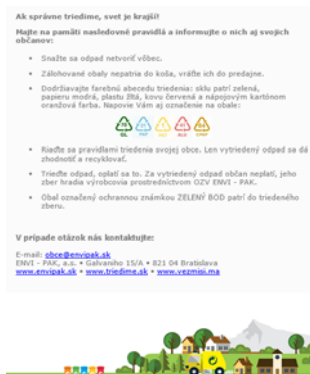 Ak správne triedime, svet je krajší!
Majte na pamäti nasledovné pravidlá a informujte o nich aj svojich
občanov:
• Snažte sa odpad netvoriť vôbec.
• Zálohované obaly nepatria do koša, vráťte ich do predajne.
• Dodržiavajte farebnú abecedu triedenia: sklu patrí zelená,
papieru modrá, plastu žltá, kovu červená a nápojovým kartónom
oranžová farba. Napovie Vám aj označenie na obale:
• Riaďte sa pravidlami triedenia svojej obce. Len vytriedený odpad sa dá
zhodnotiť a recyklovať.
• Trieďte odpad, oplatí sa to. Za vytriedený odpad občan neplatí, jeho
zber hradia výrobcovia prostredníctvom OZV ENVI - PAK.
• Obal označený ochrannou známkou ZELENÝ BOD patrí do triedeného
zberu.
V prípade otázok nás kontaktujte:
E-mail: obce@envipak.sk
ENVI - PAK, a.s. • Galvaniho 15/A • 821 04 Bratislava
www.envipak.sk • www.triedime.sk • www.vezmisi.ma